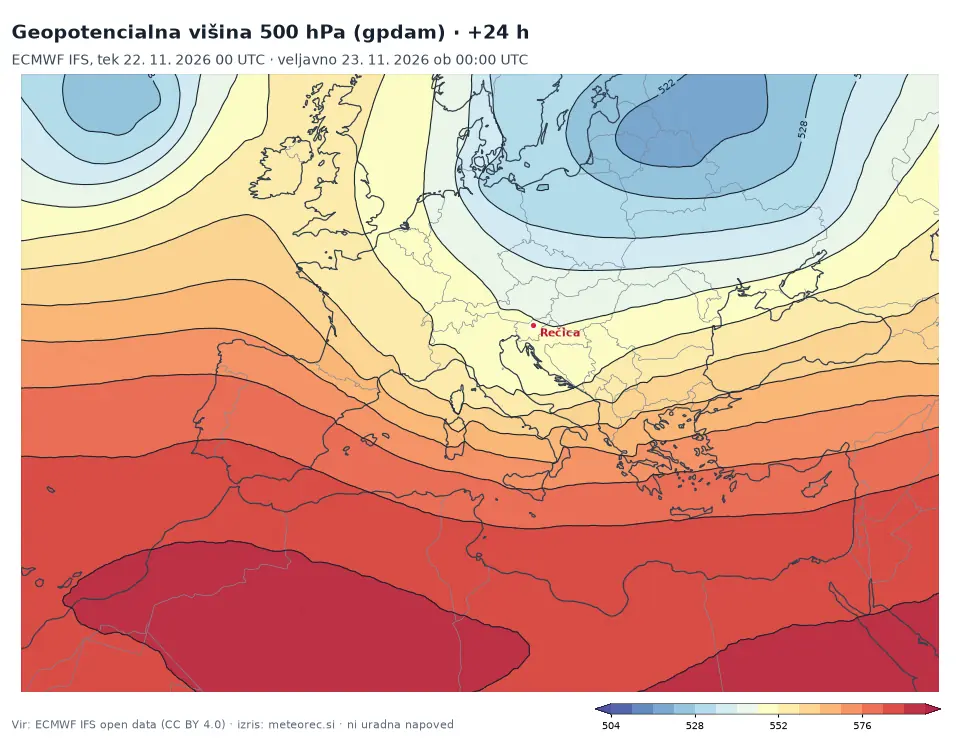 Geopotencialna višina 500 hPa (gpdam) · +24 h
ECMWF IFS, tek 22. 11. 2026 00 UTC · veljavno 23. 11. 2026 ob 00:00 UTC
522
528
Rečica
504 528 552 576
Vir: ECMWF IFS open data (CC BY 4.0) · izris: meteorec.si · ni uradna napoved